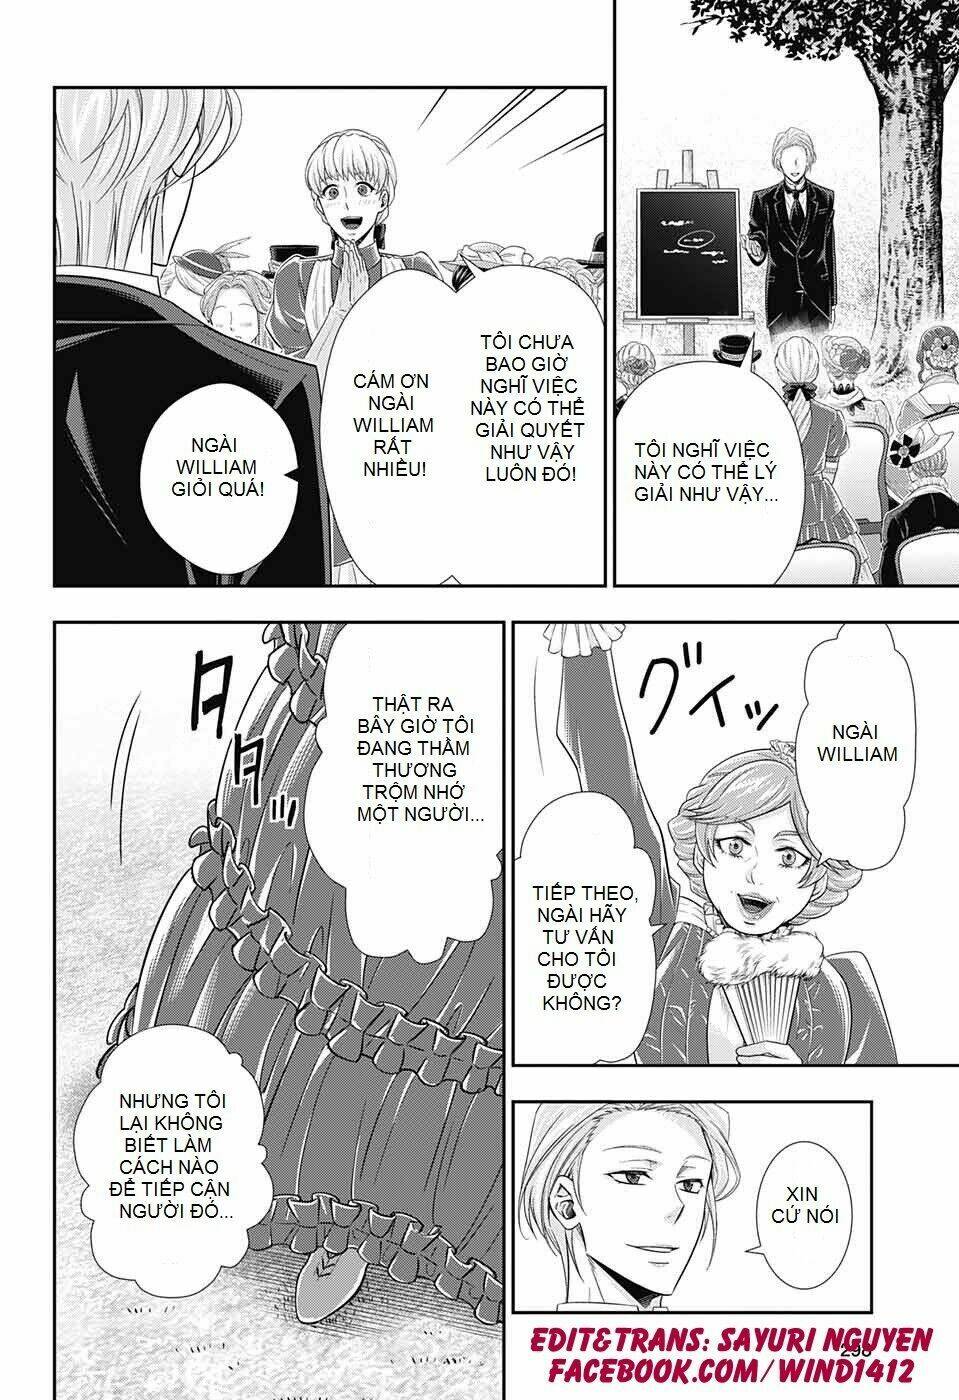 TÔI NGHĨ VIỆC
NÀY CÓ THỂ LÝ
GIẢI NHƯ VẬY...
TÔI CHƯA
BAO GIỜ
NGHĨ VIỆC
NÀY CÓ THỂ
GIẢI QUYẾT
NHƯ VẬY
LUÔN ĐÓ!
CÁM ƠN
NGÀI
WILLIAM
RẤT
NHIỀU!
NGÀI
WILLIAM
GIỎI QUÁ!
グイッ
NGÀI
WILLIAM
TIẾP THEO,
NGÀI HÃY
TƯ VẤN
CHO TÔI
ĐƯỢC
KHÔNG?
XIN
CỨ NÓI
タタッ
THẬT RA
BÂY GIỜ TÔI
ĐANG THẦM
THƯƠNG
TRỘM NHỚ
MỘT NGƯỜI...
NHƯNG TÔI
LẠI KHÔNG
BIẾT LÀM
CÁCH NÀO
ĐỂ TIẾP CẬN
NGƯỜI ĐÓ...
EDIT&TRANS: SAYURI NGUYEN
FACEBOOK.COM/WIND1412